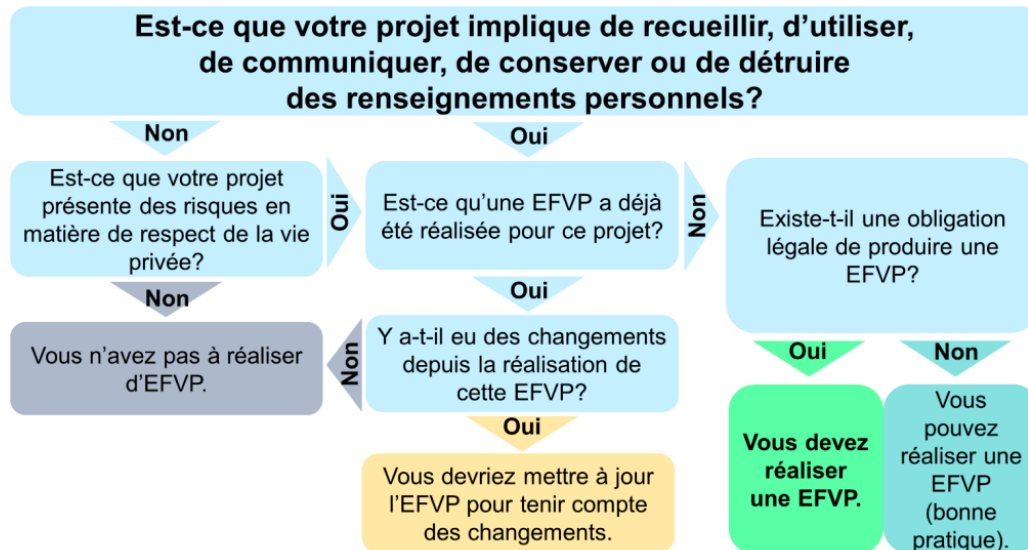 Est-ce que votre projet implique de recueillir, d'utiliser,
de communiquer, de conserver ou de détruire
des renseignements personnels?
Non
Oui
Est-ce que votre projet
présente des risques en
matière de respect de la vie
privée?
Oui
Est-ce qu'une EFVP a déjà
été réalisée pour ce projet?
Non
Existe-t-il une obligation
légale de produire une
EFVP?
Non
Oui
Vous n'avez pas à réaliser
d'EFVP.
Non
Y a-t-il eu des changements
depuis la réalisation de
cette EFVP?
Oui
Non
Oui
Vous devriez mettre à jour
l'EFVP pour tenir compte
des changements.
Vous devez
réaliser
une EFVP.
Vous
pouvez
réaliser une
EFVP
(bonne
pratique).